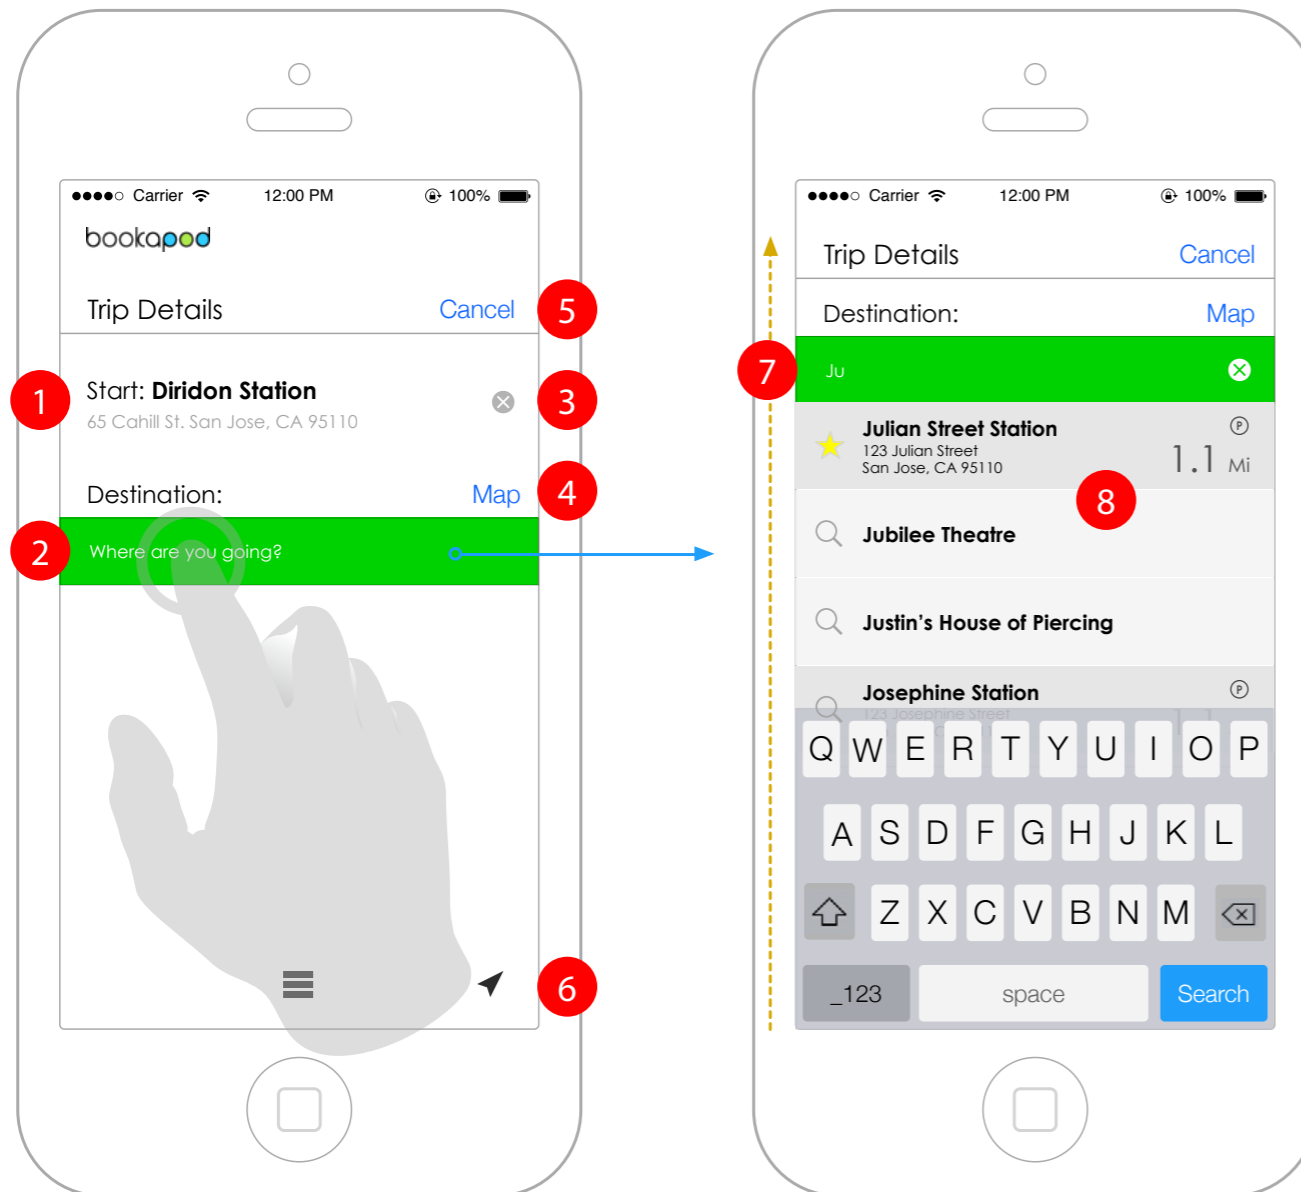 Carrier 12:00 PM 100%
bookapod
Trip Details Cancel 5
1 Start: Diridon Station 3
65 Cahill St. San Jose, CA 95110
Destination: Map 4
2 Where are you going?
6
Carrier 12:00 PM 100%
Trip Details Cancel
Destination: Map
7 Ju
Julian Street Station P
123 Julian Street 1.1 Mi
San Jose, CA 95110
8
Jubilee Theatre
Justin's House of Piercing
Josephine Station P
123 Josephine Street
Q W E R T Y U I O P
A S D F G H J K L
Z X C V B N M
_123 space Search